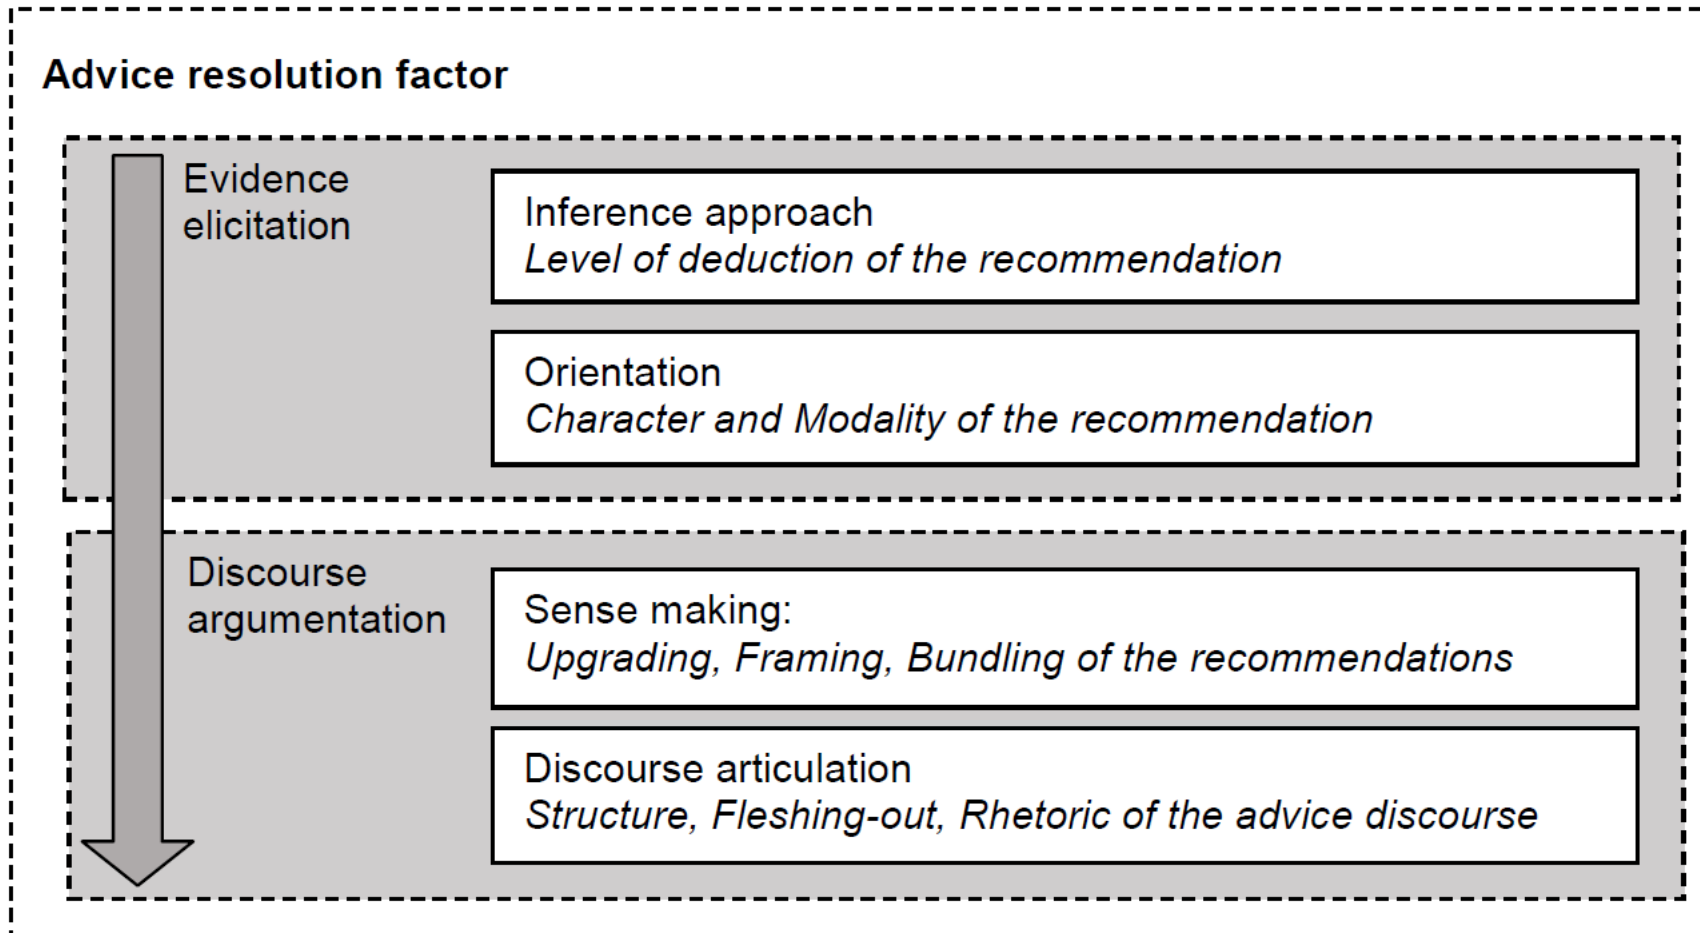 Advice resolution factor
Evidence
elicitation
Inference approach
Level of deduction of the recommendation
Orientation
Character and Modality of the recommendation
Discourse
argumentation
Sense making:
Upgrading, Framing, Bundling of the recommendations
Discourse articulation
Structure, Fleshing-out, Rhetoric of the advice discourse